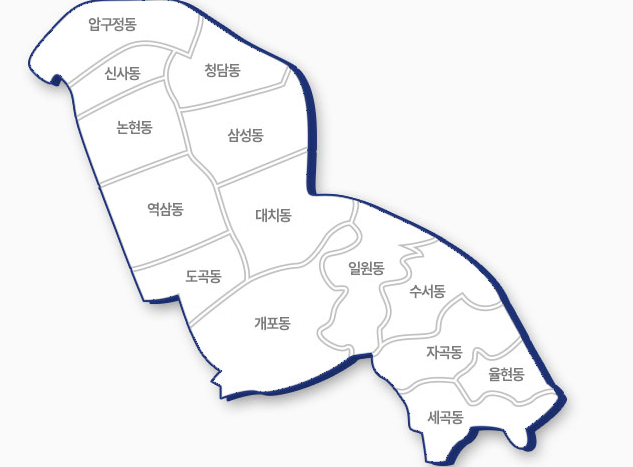 압구정동
신사동
청담동
논현동
삼성동
역삼동
대치동
도곡동
일원동
수서동
개포동
자곡동
율현동
세곡동